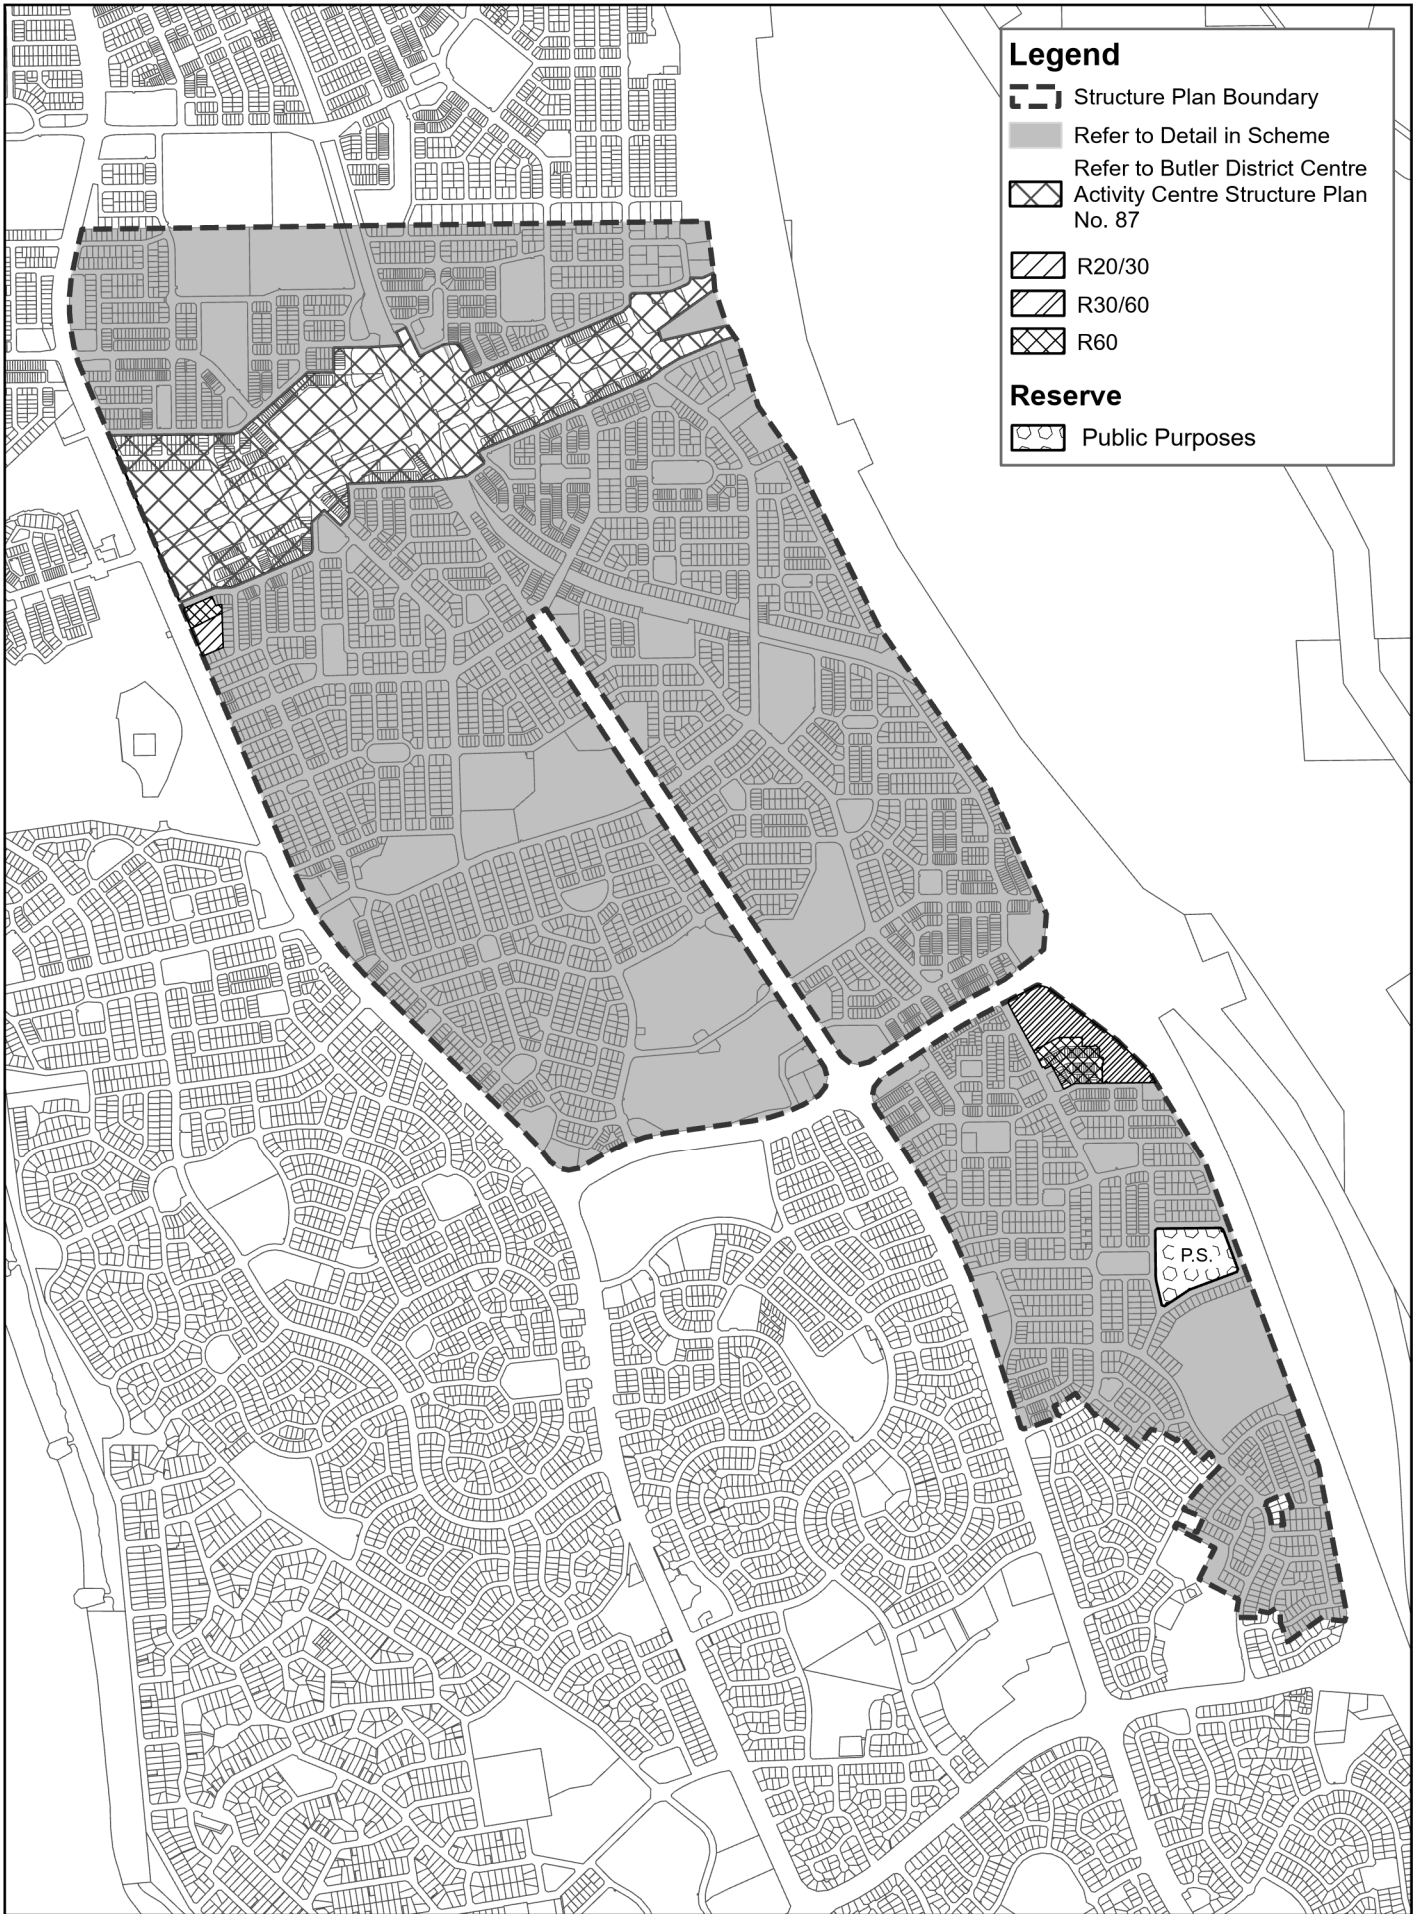 Legend
Structure Plan Boundary
Refer to Detail in Scheme
Refer to Butler District Centre
Activity Centre Structure Plan
No. 87
R20/30
R30/60
R60
Reserve
Public Purposes
P.S.